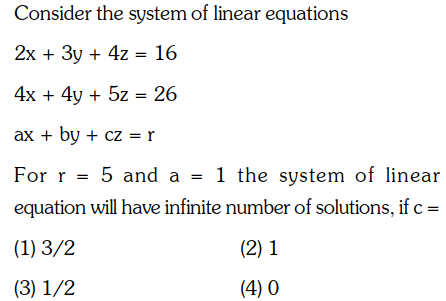 Consider the system of linear equations
2x + 3y + 4z = 16
4x + 4y + 5z = 26
ax + by + cz = r
For r = 5 and a = 1 the system of linear
equation will have infinite number of solutions, if c =
(1) 3/2 (2) 1
(3) 1/2 (4) 0